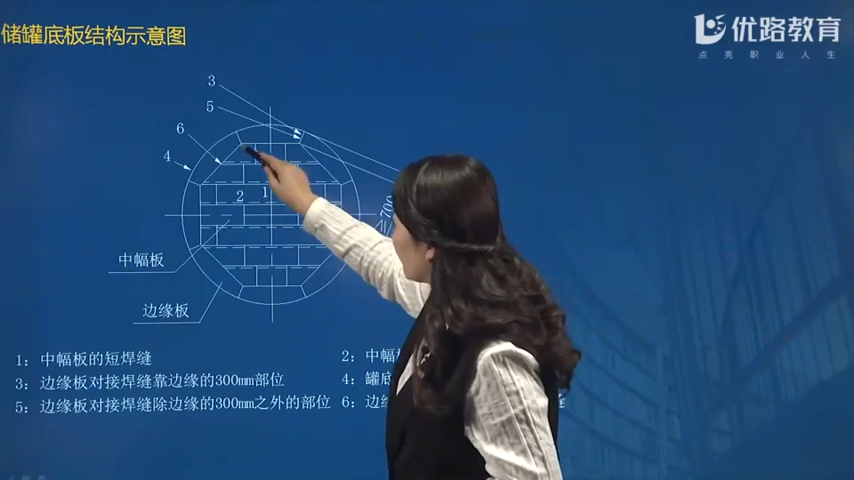 储罐底板结构示意图
优路教育
点 亮 职 业 人 生
3
5
6
4
2 1
≥700
中幅板
边缘板
1: 中幅板的短焊缝
2: 中幅
3: 边缘板对接焊缝靠边缘的300mm部位
4: 罐底
5: 边缘板对接焊缝除边缘的300mm之外的部位
6: